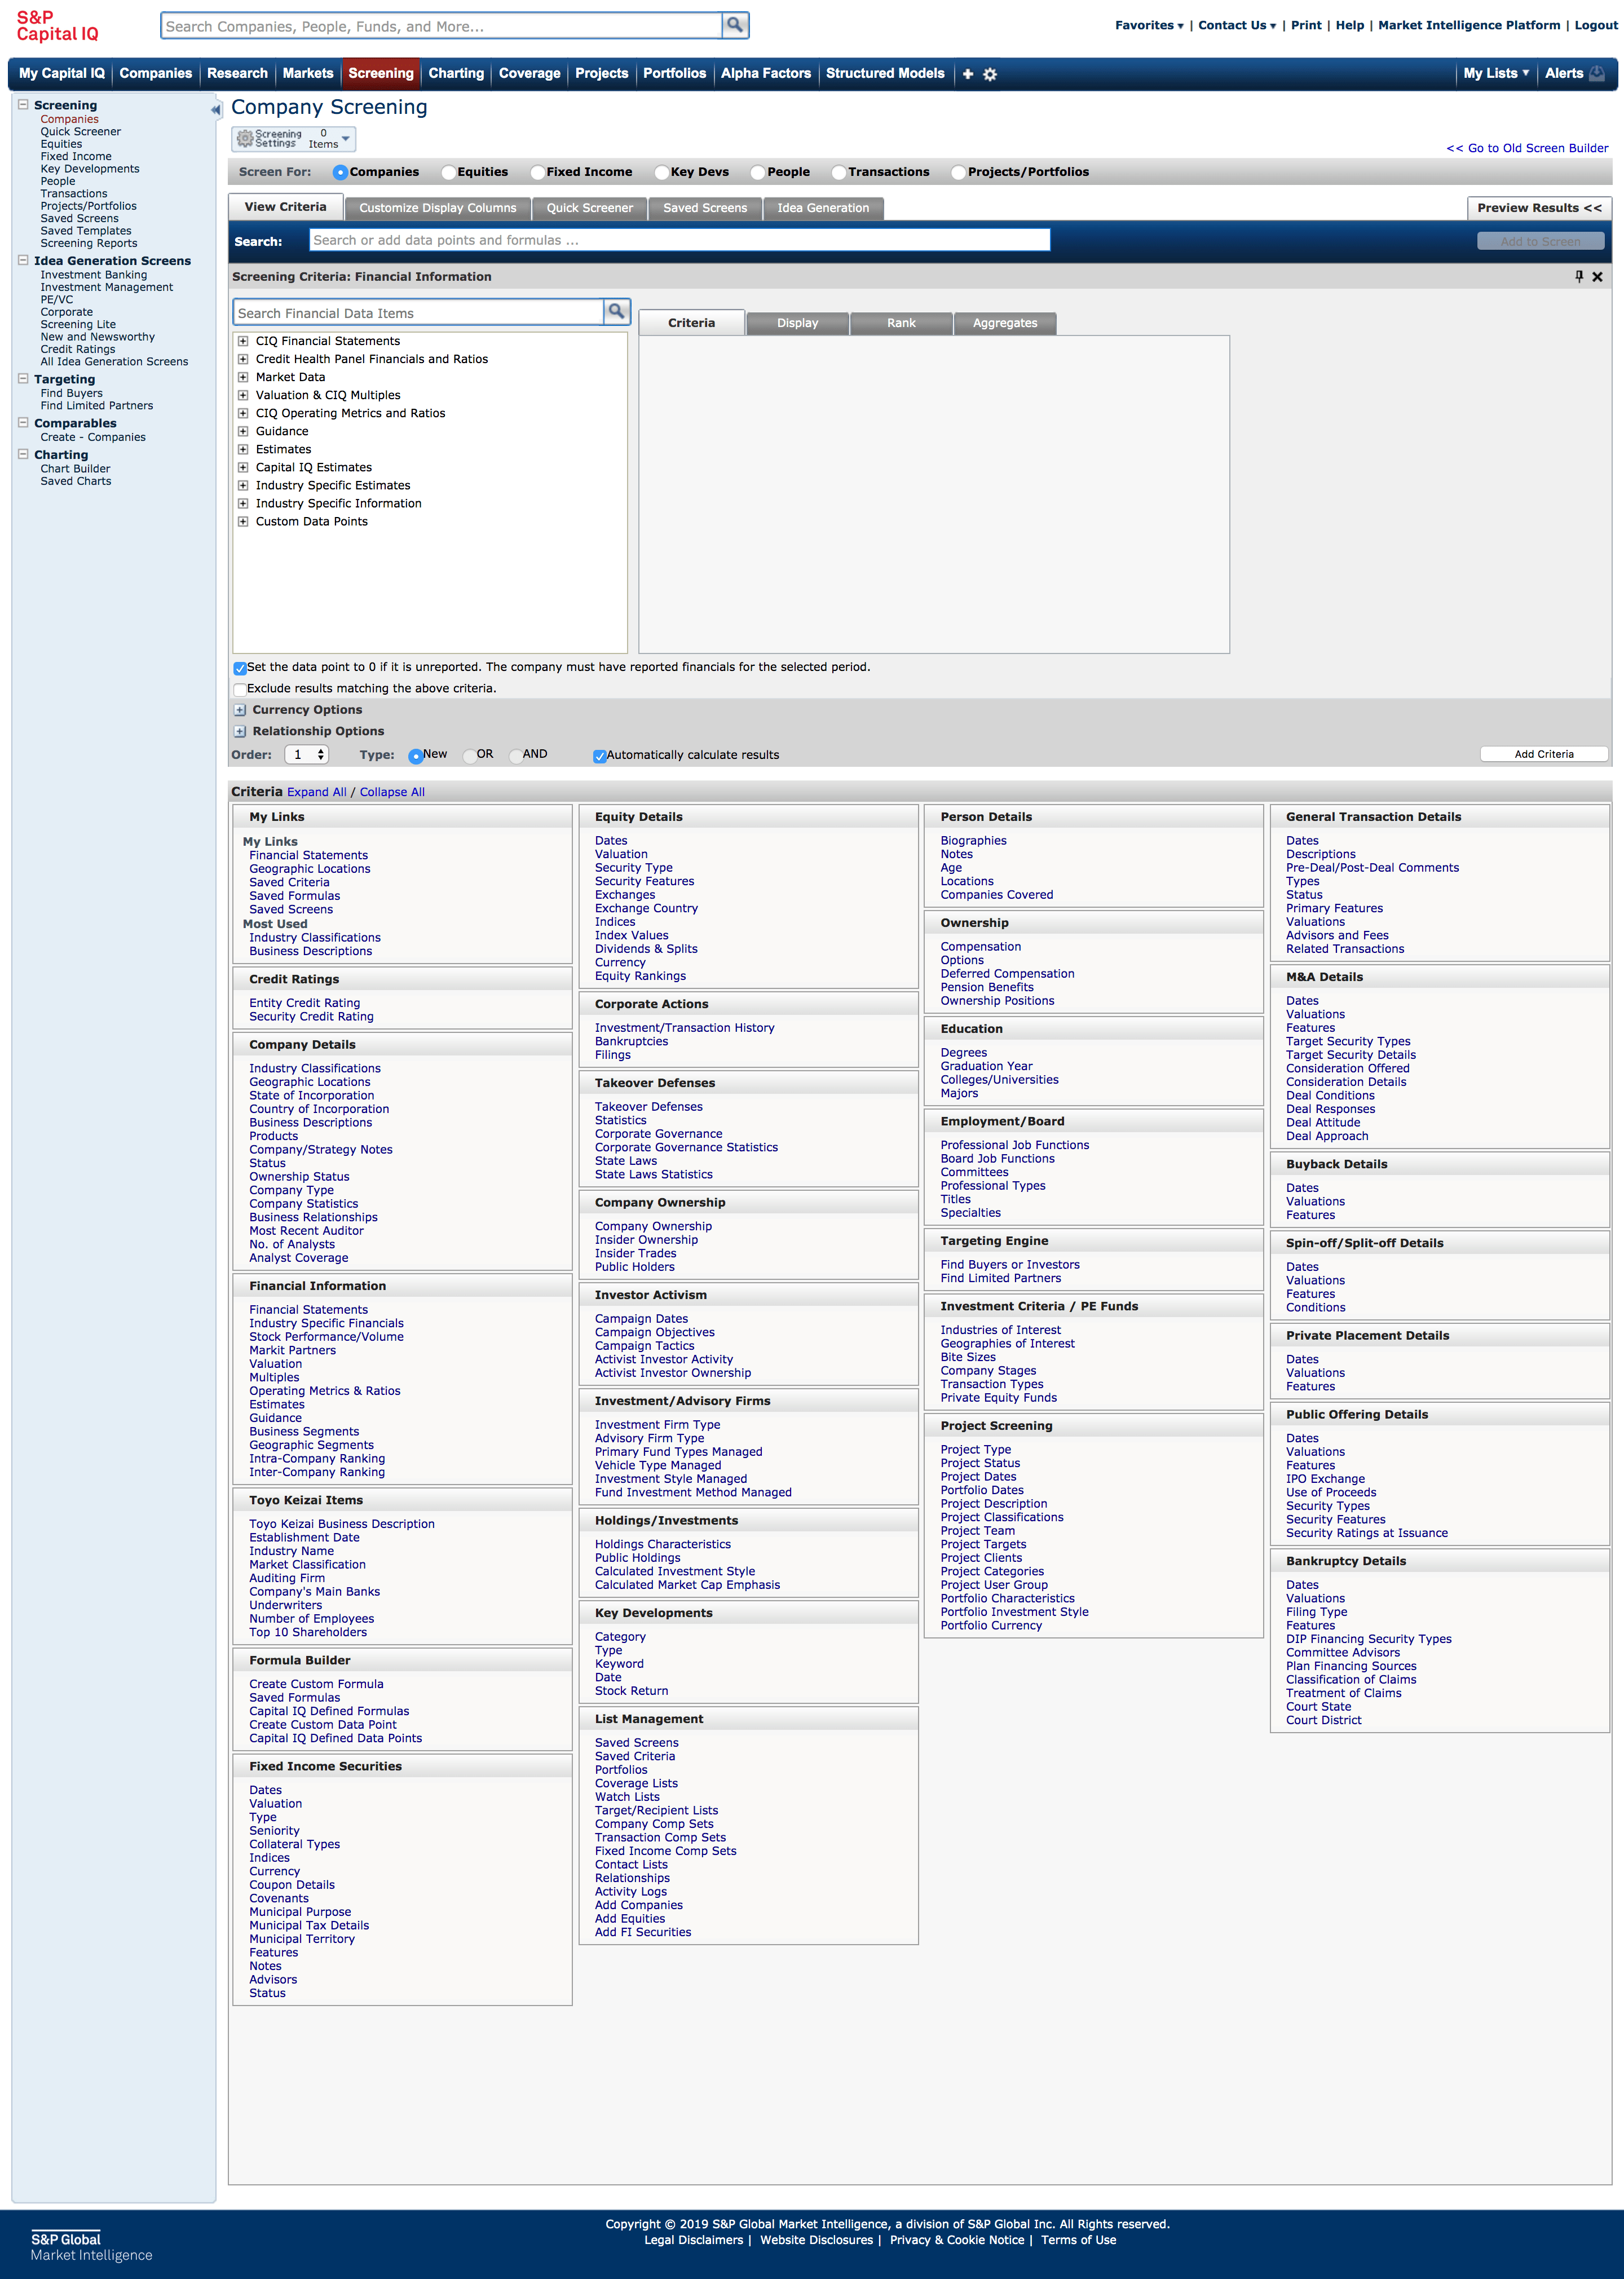 S&P
Capital IQ
Search Companies, People, Funds, and More...
Favorites ▾ | Contact Us ▾ | Print | Help | Market Intelligence Platform | Logout
My Capital IQ Companies Research Markets Screening Charting Coverage Projects Portfolios Alpha Factors Structured Models My Lists Alerts
Screening
Companies
Quick Screener
Equities
Fixed Income
Key Developments
People
Transactions
Projects/Portfolios
Saved Screens
Saved Templates
Screening Reports
Idea Generation Screens
Investment Banking
Investment Management
PE/VC
Corporate
Screening Lite
New and Newsworthy
Credit Ratings
All Idea Generation Screens
Targeting
Find Buyers
Find Limited Partners
Comparables
Create - Companies
Charting
Chart Builder
Saved Charts
Company Screening
Screening Settings 0 Items
<< Go to Old Screen Builder
Screen For: Companies Equities Fixed Income Key Devs People Transactions Projects/Portfolios
View Criteria Customize Display Columns Quick Screener Saved Screens Idea Generation Preview Results <<
Search: Search or add data points and formulas ... Add to Screen
Screening Criteria: Financial Information
Search Financial Data Items
Criteria Display Rank Aggregates
CIQ Financial Statements
Credit Health Panel Financials and Ratios
Market Data
Valuation & CIQ Multiples
CIQ Operating Metrics and Ratios
Guidance
Estimates
Capital IQ Estimates
Industry Specific Estimates
Industry Specific Information
Custom Data Points
Set the data point to 0 if it is unreported. The company must have reported financials for the selected period.
Exclude results matching the above criteria.
Currency Options
Relationship Options
Order: 1 Type: New OR AND Automatically calculate results Add Criteria
Criteria Expand All / Collapse All
My Links
My Links
Financial Statements
Geographic Locations
Saved Criteria
Saved Formulas
Saved Screens
Most Used
Industry Classifications
Business Descriptions
Credit Ratings
Entity Credit Rating
Security Credit Rating
Company Details
Industry Classifications
Geographic Locations
State of Incorporation
Country of Incorporation
Business Descriptions
Products
Company/Strategy Notes
Status
Ownership Status
Company Type
Company Statistics
Business Relationships
Most Recent Auditor
No. of Analysts
Analyst Coverage
Financial Information
Financial Statements
Industry Specific Financials
Stock Performance/Volume
Markit Partners
Valuation
Multiples
Operating Metrics & Ratios
Estimates
Guidance
Business Segments
Geographic Segments
Intra-Company Ranking
Inter-Company Ranking
Toyo Keizai Items
Toyo Keizai Business Description
Establishment Date
Industry Name
Market Classification
Auditing Firm
Company's Main Banks
Underwriters
Number of Employees
Top 10 Shareholders
Formula Builder
Create Custom Formula
Saved Formulas
Capital IQ Defined Formulas
Create Custom Data Point
Capital IQ Defined Data Points
Fixed Income Securities
Dates
Valuation
Type
Seniority
Collateral Types
Indices
Currency
Coupon Details
Covenants
Municipal Purpose
Municipal Tax Details
Municipal Territory
Features
Notes
Advisors
Status
Equity Details
Dates
Valuation
Security Type
Security Features
Exchanges
Exchange Country
Indices
Index Values
Dividends & Splits
Currency
Equity Rankings
Corporate Actions
Investment/Transaction History
Bankruptcies
Filings
Takeover Defenses
Takeover Defenses
Statistics
Corporate Governance
Corporate Governance Statistics
State Laws
State Laws Statistics
Company Ownership
Company Ownership
Insider Ownership
Insider Trades
Public Holders
Investor Activism
Campaign Dates
Campaign Objectives
Campaign Tactics
Activist Investor Activity
Activist Investor Ownership
Investment/Advisory Firms
Investment Firm Type
Advisory Firm Type
Primary Fund Types Managed
Vehicle Type Managed
Investment Style Managed
Fund Investment Method Managed
Holdings/Investments
Holdings Characteristics
Public Holdings
Calculated Investment Style
Calculated Market Cap Emphasis
Key Developments
Category
Type
Keyword
Date
Stock Return
List Management
Saved Screens
Saved Criteria
Portfolios
Coverage Lists
Watch Lists
Target/Recipient Lists
Company Comp Sets
Transaction Comp Sets
Fixed Income Comp Sets
Contact Lists
Relationships
Activity Logs
Add Companies
Add Equities
Add FI Securities
Person Details
Biographies
Notes
Age
Locations
Companies Covered
Ownership
Compensation
Options
Deferred Compensation
Pension Benefits
Ownership Positions
Education
Degrees
Graduation Year
Colleges/Universities
Majors
Employment/Board
Professional Job Functions
Board Job Functions
Committees
Professional Types
Titles
Specialties
Targeting Engine
Find Buyers or Investors
Find Limited Partners
Investment Criteria / PE Funds
Industries of Interest
Geographies of Interest
Bite Sizes
Company Stages
Transaction Types
Private Equity Funds
Project Screening
Project Type
Project Status
Project Dates
Portfolio Dates
Project Description
Project Classifications
Project Team
Project Targets
Project Clients
Project Categories
Project User Group
Portfolio Characteristics
Portfolio Investment Style
Portfolio Currency
General Transaction Details
Dates
Descriptions
Pre-Deal/Post-Deal Comments
Types
Status
Primary Features
Valuations
Advisors and Fees
Related Transactions
M&A Details
Dates
Valuations
Features
Target Security Types
Target Security Details
Consideration Offered
Consideration Details
Deal Conditions
Deal Responses
Deal Attitude
Deal Approach
Buyback Details
Dates
Valuations
Features
Spin-off/Split-off Details
Dates
Valuations
Features
Conditions
Private Placement Details
Dates
Valuations
Features
Public Offering Details
Dates
Valuations
Features
IPO Exchange
Use of Proceeds
Security Types
Security Features
Security Ratings at Issuance
Bankruptcy Details
Dates
Valuations
Filing Type
Features
DIP Financing Security Types
Committee Advisors
Plan Financing Sources
Classification of Claims
Treatment of Claims
Court State
Court District
S&P Global
Market Intelligence
Copyright © 2019 S&P Global Market Intelligence, a division of S&P Global Inc. All Rights reserved.
Legal Disclaimers | Website Disclosures | Privacy & Cookie Notice | Terms of Use